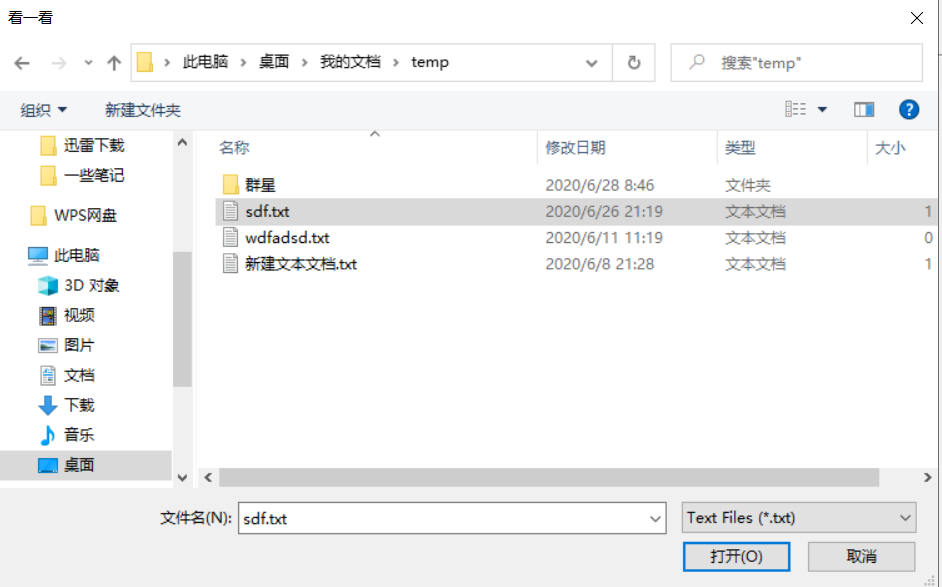 看一看
此电脑 桌面 我的文档 temp 搜索"temp"
组织 新建文件夹
迅雷下载
一些笔记
WPS网盘
此电脑
3D 对象
视频
图片
文档
下载
音乐
桌面
名称 修改日期 类型 大小
群星 2020/6/28 8:46 文件夹
sdf.txt 2020/6/26 21:19 文本文档 1
wdfadsd.txt 2020/6/11 11:19 文本文档 0
新建文本文档.txt 2020/6/8 21:28 文本文档 1
文件名(N): sdf.txt Text Files (*.txt)
打开(O) 取消